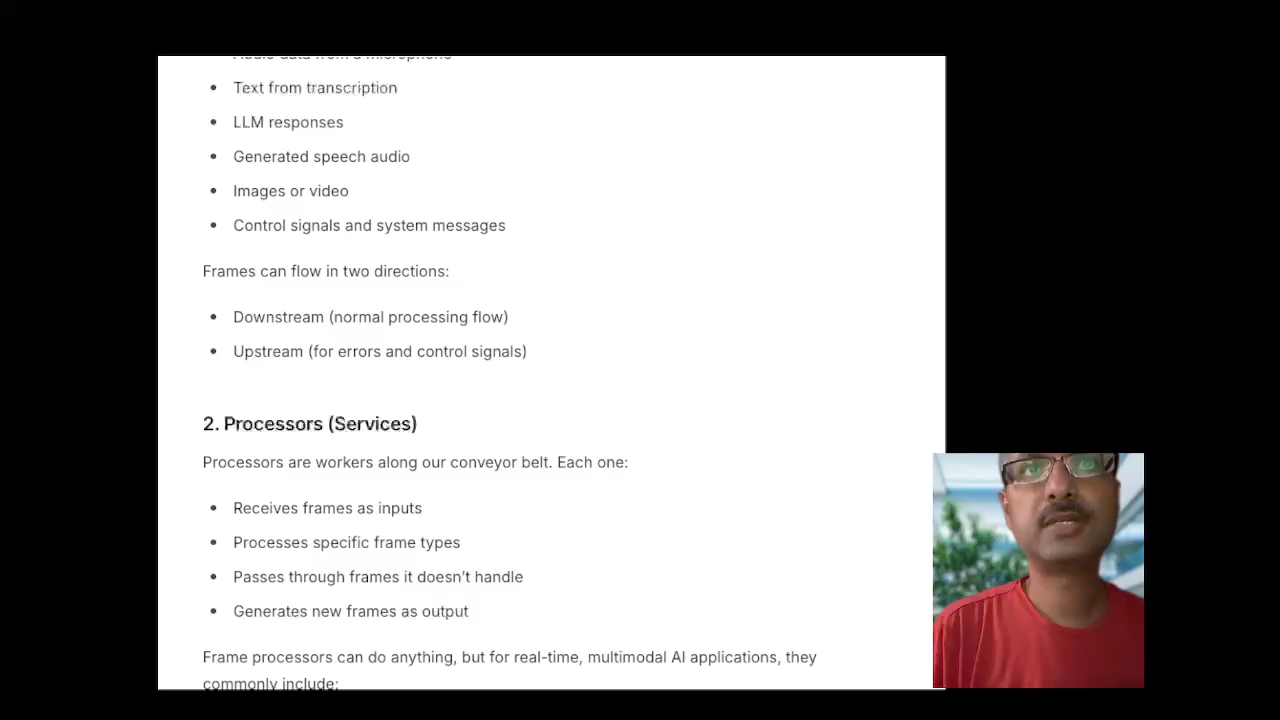 Audio data from a microphone
• Text from transcription
• LLM responses
• Generated speech audio
• Images or video
• Control signals and system messages
Frames can flow in two directions:
• Downstream (normal processing flow)
• Upstream (for errors and control signals)
2. Processors (Services)
Processors are workers along our conveyor belt. Each one:
• Receives frames as inputs
• Processes specific frame types
• Passes through frames it doesn’t handle
• Generates new frames as output
Frame processors can do anything, but for real-time, multimodal AI applications, they
commonly include: